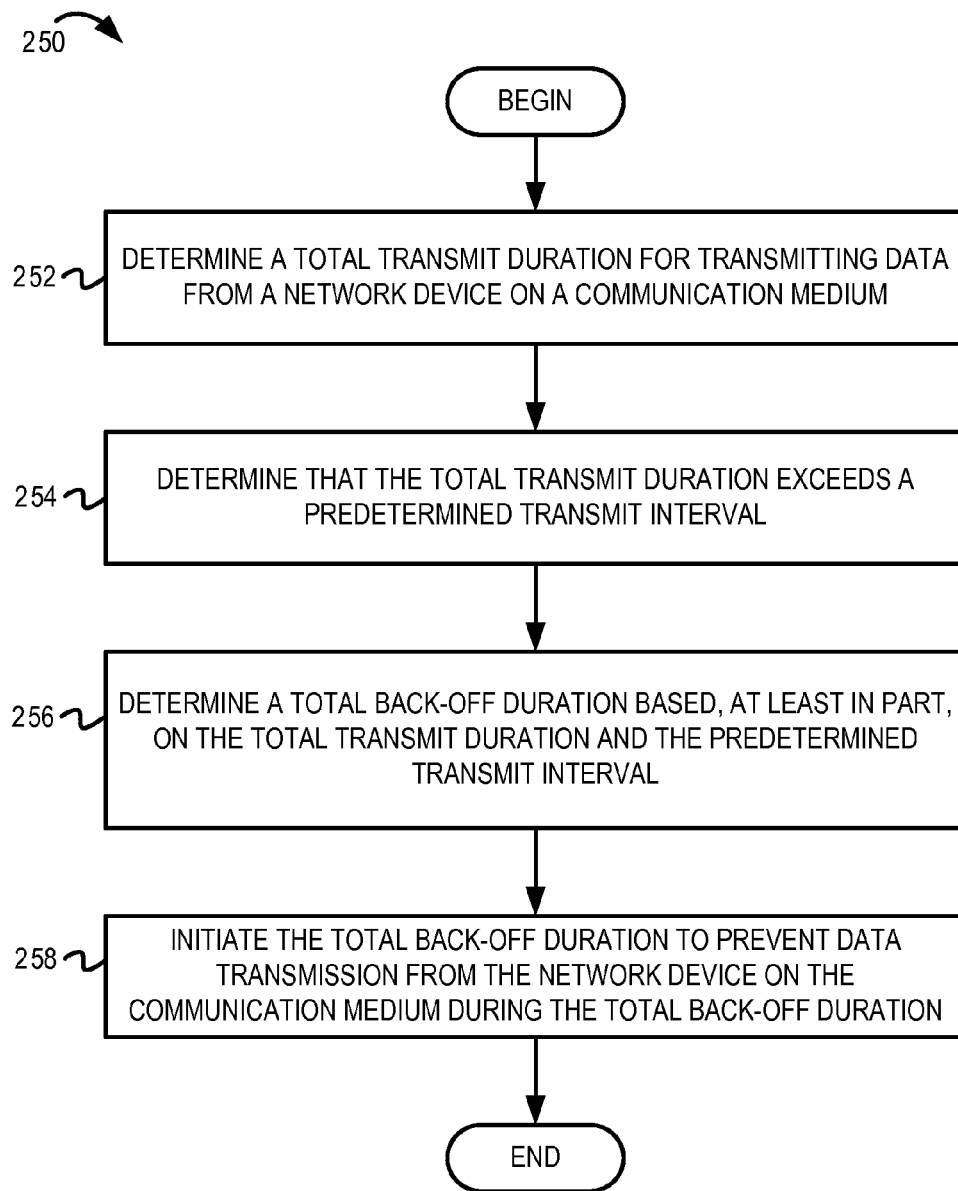 250
BEGIN
252
DETERMINE A TOTAL TRANSMIT DURATION FOR TRANSMITTING DATA
FROM A NETWORK DEVICE ON A COMMUNICATION MEDIUM
254
DETERMINE THAT THE TOTAL TRANSMIT DURATION EXCEEDS A
PREDETERMINED TRANSMIT INTERVAL
256
DETERMINE A TOTAL BACK-OFF DURATION BASED, AT LEAST IN PART,
ON THE TOTAL TRANSMIT DURATION AND THE PREDETERMINED
TRANSMIT INTERVAL
258
INITIATE THE TOTAL BACK-OFF DURATION TO PREVENT DATA
TRANSMISSION FROM THE NETWORK DEVICE ON THE
COMMUNICATION MEDIUM DURING THE TOTAL BACK-OFF DURATION
END